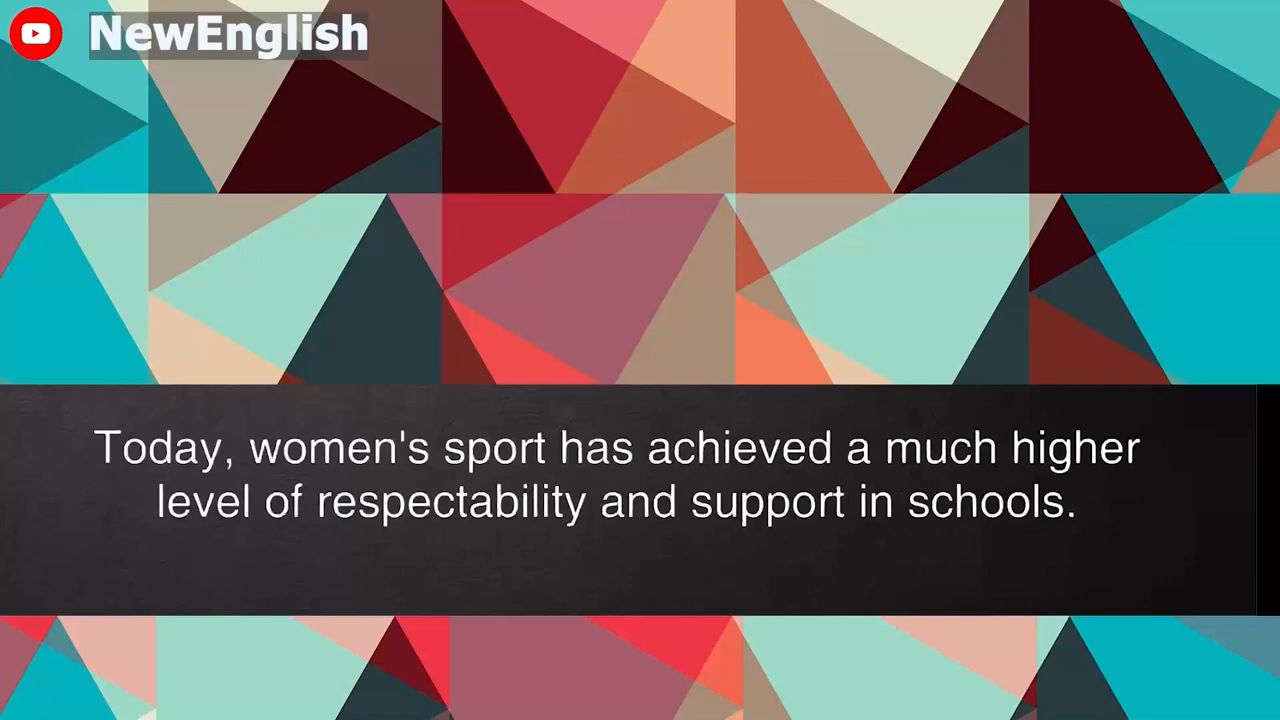 NewEnglish
Today, women's sport has achieved a much higher
level of respectability and support in schools.